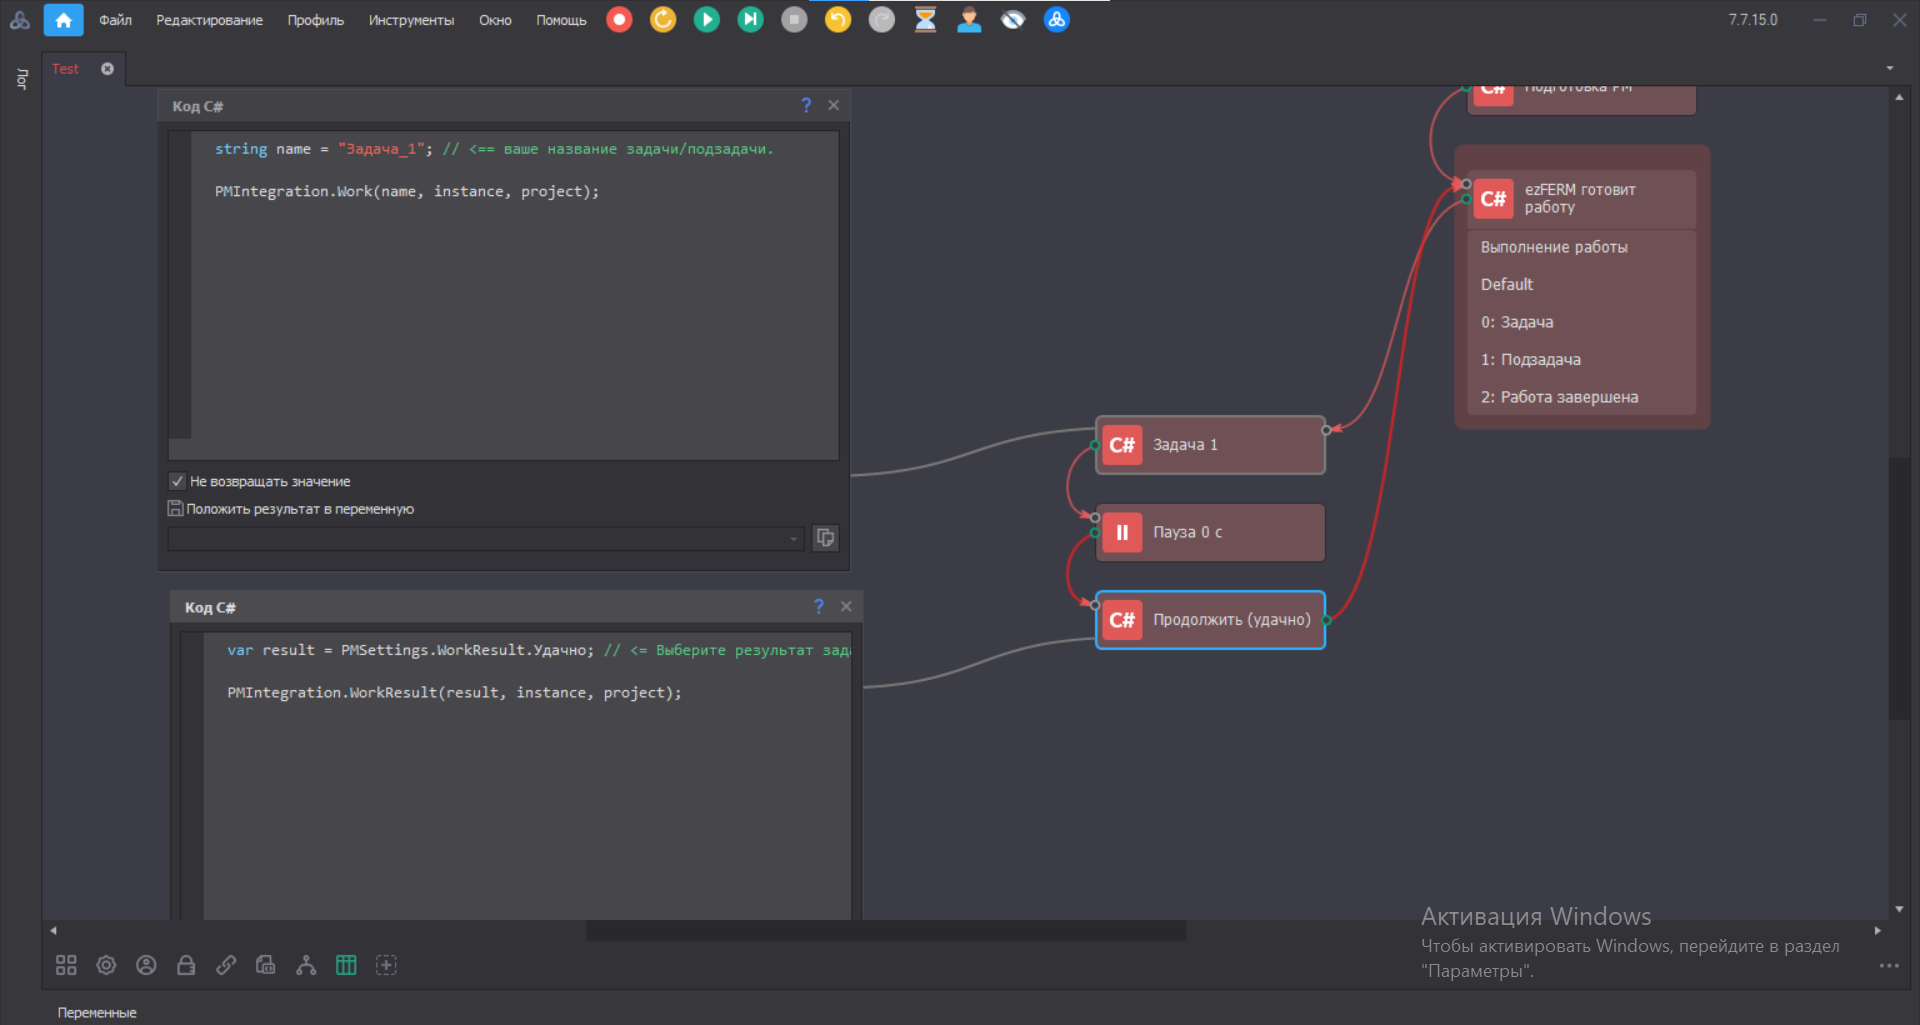 Файл Редактирование Профиль Инструменты Окно Помощь 7.7.15.0
Лог
Test
Код C# ?
string name = "Задача_1"; // <== ваше название задачи/подзадачи.
PMIntegration.Work(name, instance, project);
Не возвращать значение
Положить результат в переменную
Код C# ?
var result = PMSettings.WorkResult.Удачно; // <= Выберите результат зад
PMIntegration.WorkResult(result, instance, project);
C# Подготовка PM
C# ezFERM готовит
работу
Выполнение работы
Default
0: Задача
1: Подзадача
2: Работа завершена
C# Задача 1
Пауза 0 с
C# Продолжить (удачно)
Активация Windows
Чтобы активировать Windows, перейдите в раздел
"Параметры".
Переменные